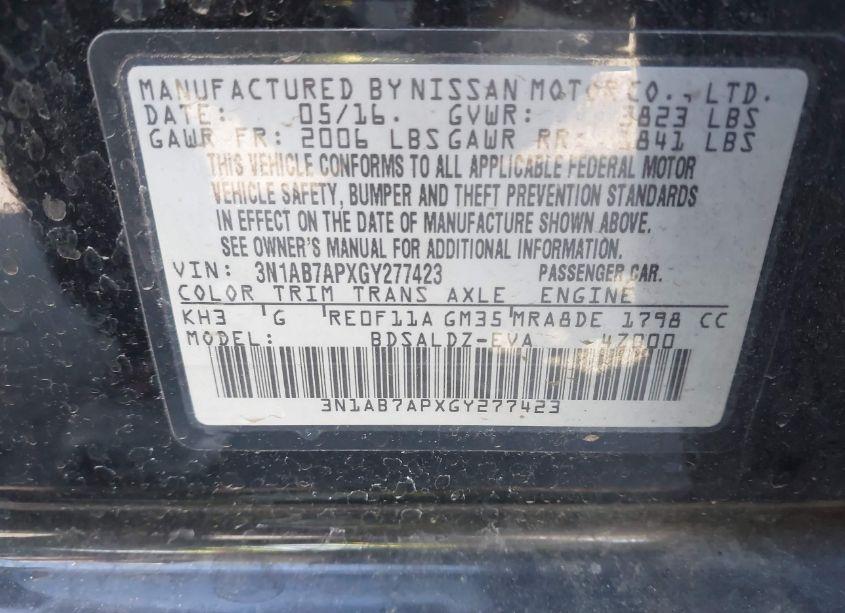 MANUFACTURED BY NISSAN MOTOR CO., LTD.
DATE: 05/16. GVWR: 3823 LBS
GAWR FR: 2006 LBS GAWR RR: 1841 LBS
THIS VEHICLE CONFORMS TO ALL APPLICABLE FEDERAL MOTOR
VEHICLE SAFETY, BUMPER AND THEFT PREVENTION STANDARDS
IN EFFECT ON THE DATE OF MANUFACTURE SHOWN ABOVE.
SEE OWNER'S MANUAL FOR ADDITIONAL INFORMATION.
VIN: 3N1AB7APXGY277423 PASSENGER CAR.
COLOR TRIM TRANS AXLE ENGINE
KH3 G RE0F11A GM35 MRA8DE 1798 CC
MODEL: BDSALDZ-EVA 47000
3N1AB7APXGY277423